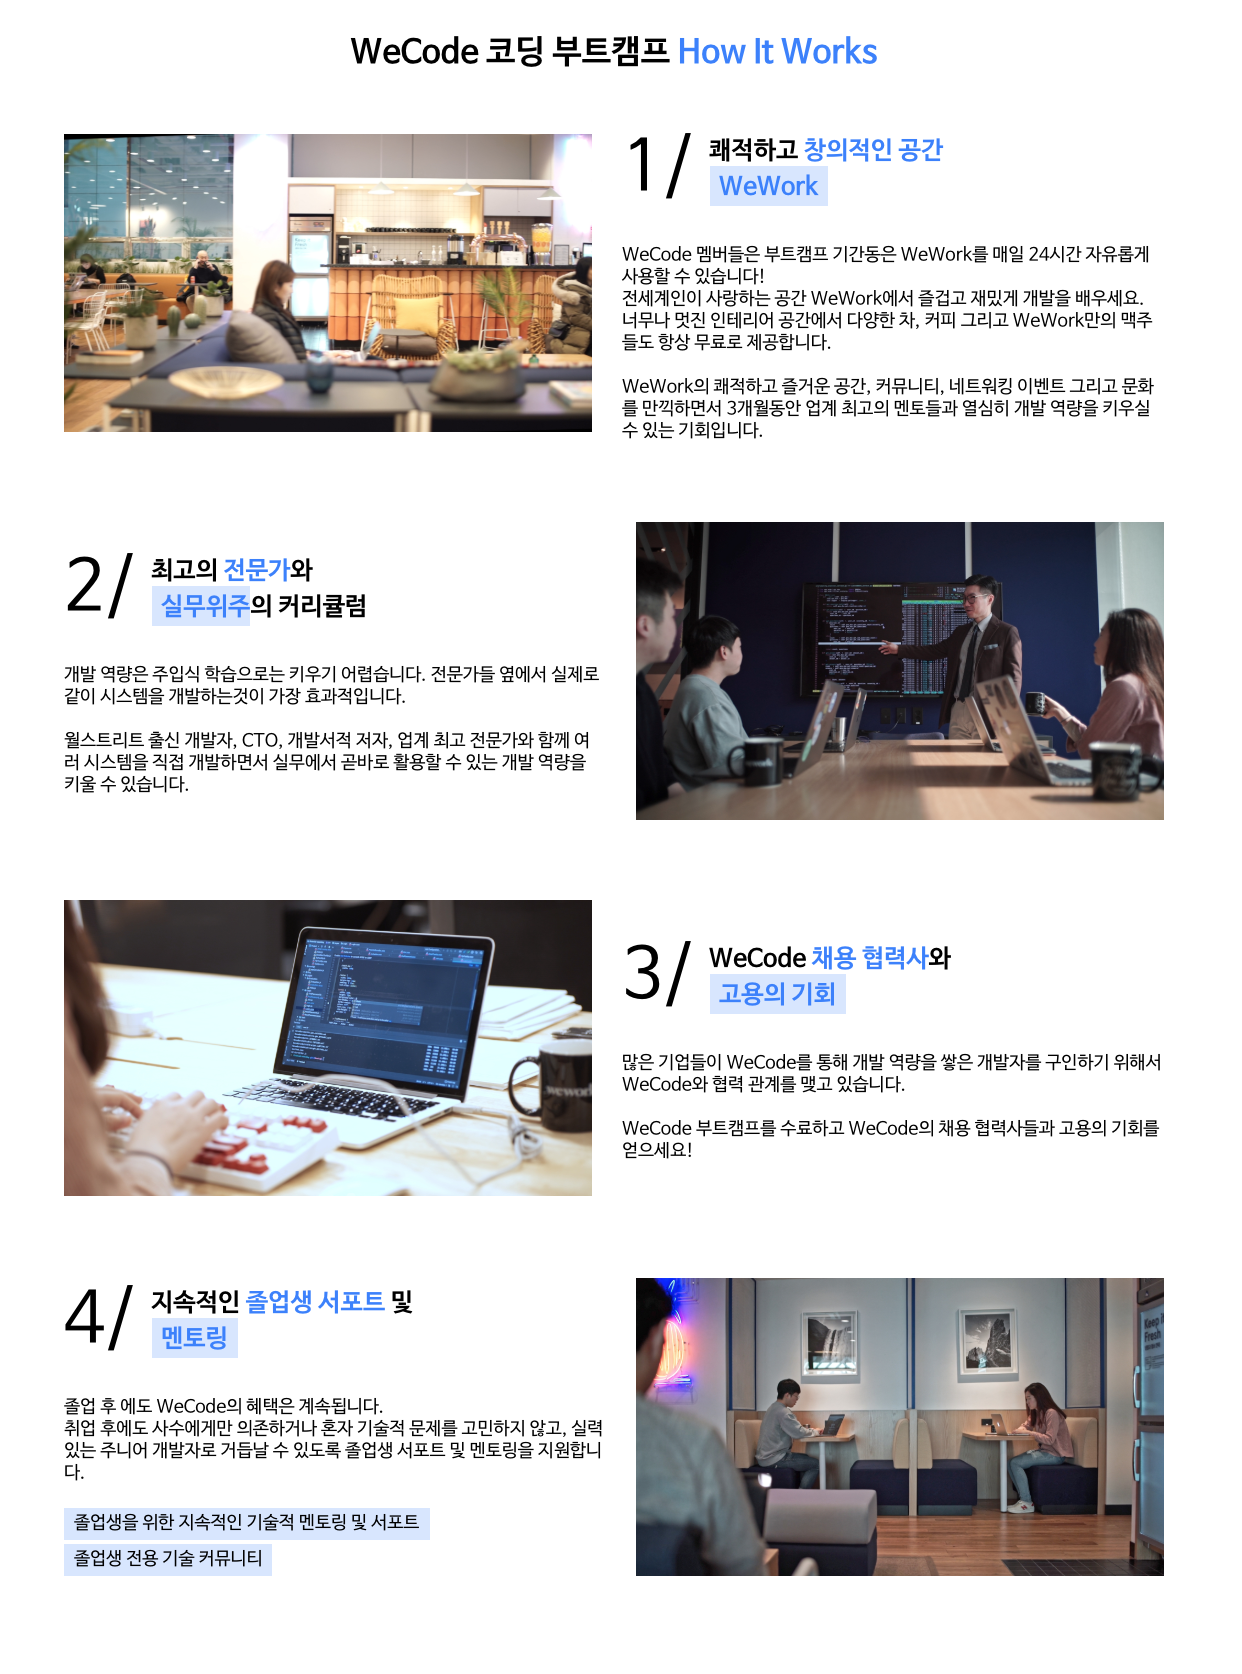 WeCode 코딩 부트캠프 How It Works
1/
쾌적하고 창의적인 공간
WeWork
WeCode 멤버들은 부트캠프 기간동은 WeWork를 매일 24시간 자유롭게
사용할 수 있습니다!
전세계인이 사랑하는 공간 WeWork에서 즐겁고 재밌게 개발을 배우세요.
너무나 멋진 인테리어 공간에서 다양한 차, 커피 그리고 WeWork만의 맥주
들도 항상 무료로 제공합니다.
WeWork의 쾌적하고 즐거운 공간, 커뮤니티, 네트워킹 이벤트 그리고 문화
를 만끽하면서 3개월동안 업계 최고의 멘토들과 열심히 개발 역량을 키우실
수 있는 기회입니다.
2/
최고의 전문가와
실무위주의 커리큘럼
개발 역량은 주입식 학습으로는 키우기 어렵습니다. 전문가들 옆에서 실제로
같이 시스템을 개발하는것이 가장 효과적입니다.
월스트리트 출신 개발자, CTO, 개발서적 저자, 업계 최고 전문가와 함께 여
러 시스템을 직접 개발하면서 실무에서 곧바로 활용할 수 있는 개발 역량을
키울 수 있습니다.
3/
WeCode 채용 협력사와
고용의 기회
많은 기업들이 WeCode를 통해 개발 역량을 쌓은 개발자를 구인하기 위해서
WeCode와 협력 관계를 맺고 있습니다.
WeCode 부트캠프를 수료하고 WeCode의 채용 협력사들과 고용의 기회를
얻으세요!
wework
4/
지속적인 졸업생 서포트 및
멘토링
졸업 후 에도 WeCode의 혜택은 계속됩니다.
취업 후에도 사수에게만 의존하거나 혼자 기술적 문제를 고민하지 않고, 실력
있는 주니어 개발자로 거듭날 수 있도록 졸업생 서포트 및 멘토링을 지원합니
다.
졸업생을 위한 지속적인 기술적 멘토링 및 서포트
졸업생 전용 기술 커뮤니티
Keep it
Fresh